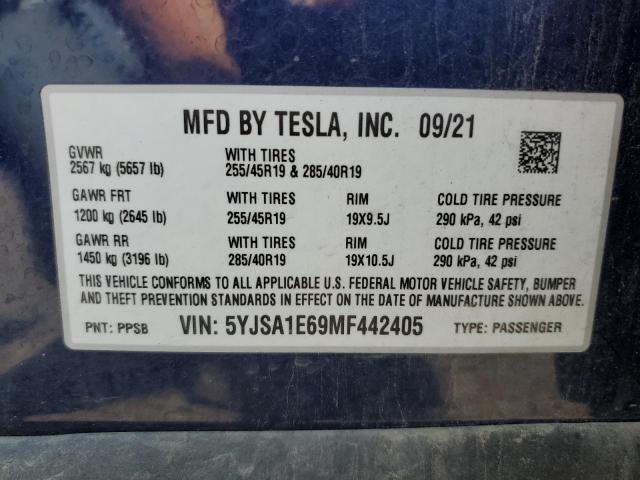 MFD BY TESLA, INC. 09/21
GVWR WITH TIRES
2567 kg (5657 lb) 255/45R19 & 285/40R19
GAWR FRT WITH TIRES RIM COLD TIRE PRESSURE
1200 kg (2645 lb) 255/45R19 19X9.5J 290 kPa, 42 psi
GAWR RR WITH TIRES RIM COLD TIRE PRESSURE
1450 kg (3196 lb) 285/40R19 19X10.5J 290 kPa, 42 psi
THIS VEHICLE CONFORMS TO ALL APPLICABLE U.S. FEDERAL MOTOR VEHICLE SAFETY, BUMPER
AND THEFT PREVENTION STANDARDS IN EFFECT ON THE DATE OF MANUFACTURE SHOWN ABOVE.
PNT: PPSB VIN: 5YJSA1E69MF442405 TYPE: PASSENGER